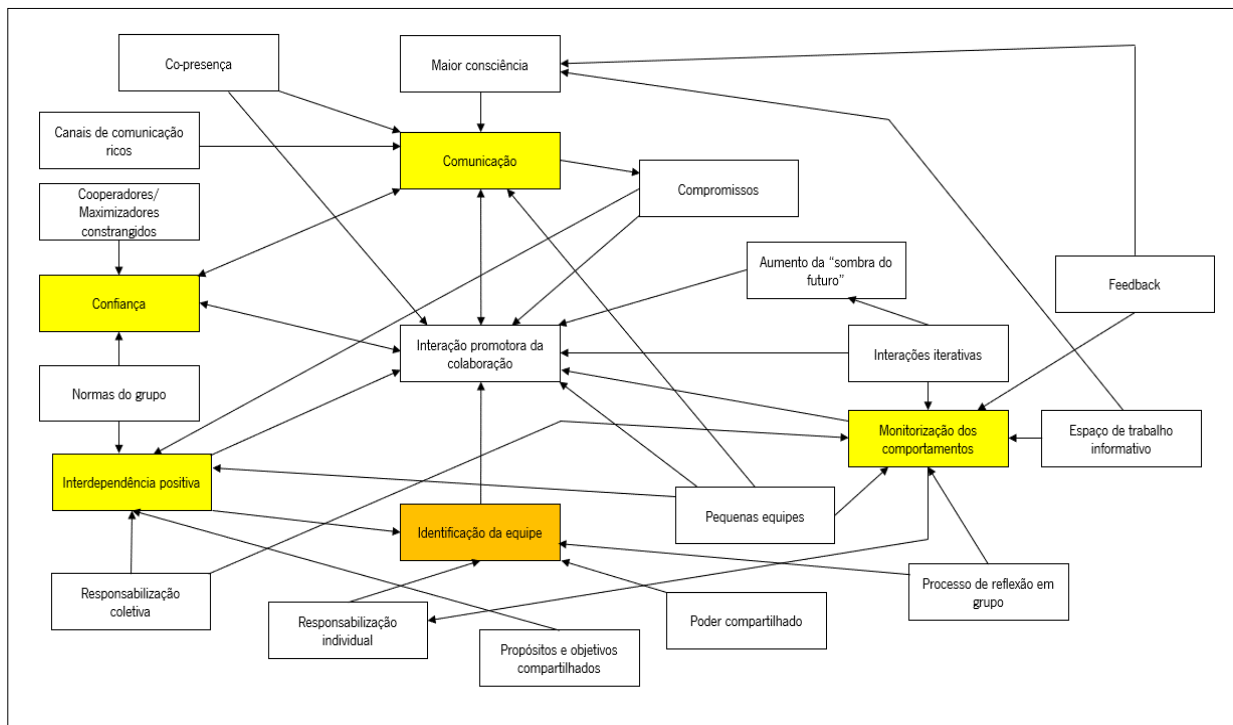 Co-presença
Maior consciência
Canais de comunicação
ricos
Comunicação
Compromissos
Cooperadores/
Maximizadores
constrangidos
Aumento da “sombra do
futuro”
Feedback
Confiança
Interação promotora da
colaboração
Interações iterativas
Normas do grupo
Monitorização dos
comportamentos
Espaço de trabalho
informativo
Interdependência positiva
Pequenas equipes
Identificação da equipe
Responsabilização
coletiva
Processo de reflexão em
grupo
Responsabilização
individual
Poder compartilhado
Propósitos e objetivos
compartilhados